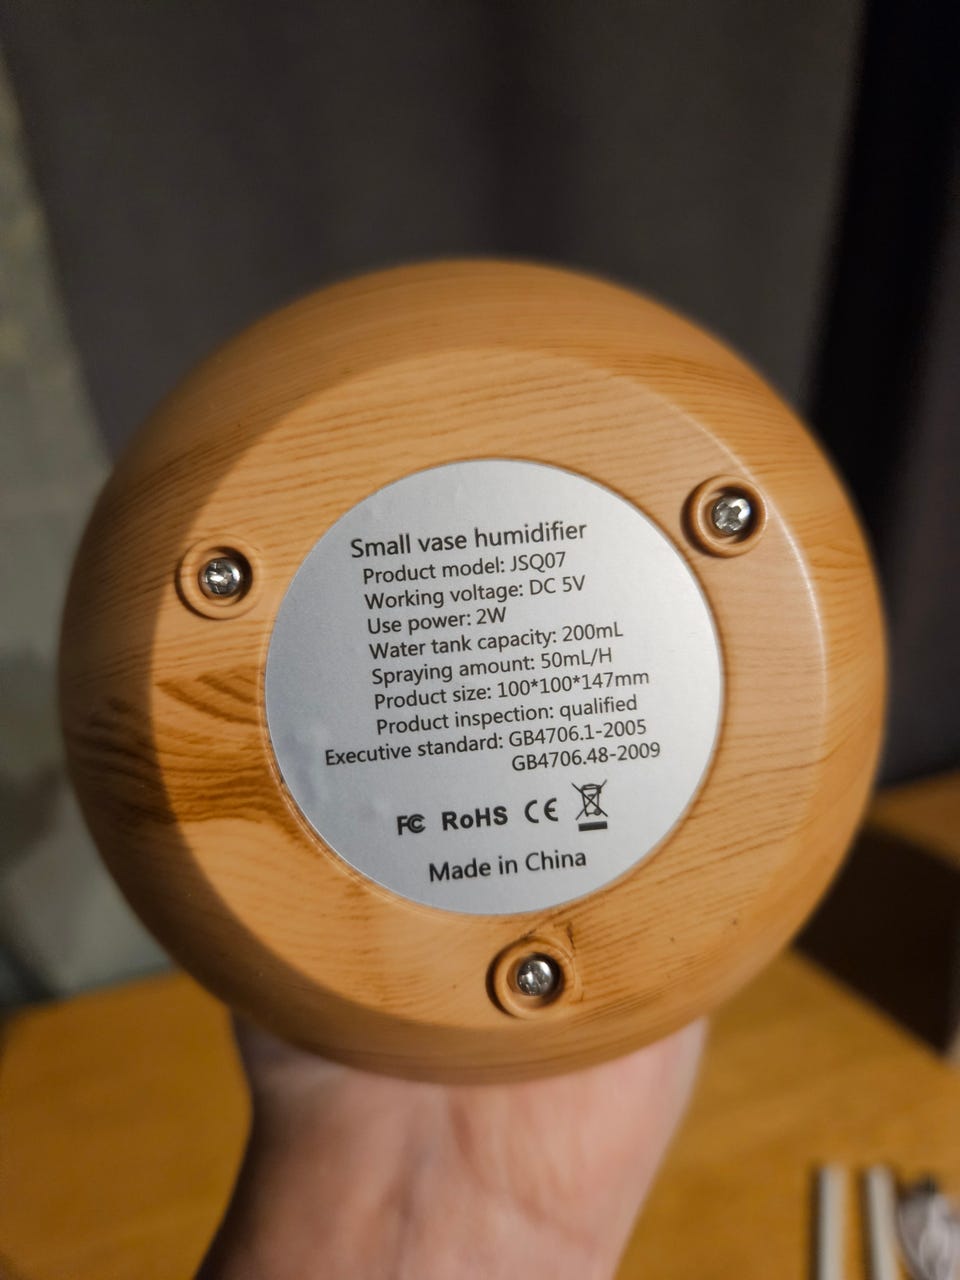 Small vase humidifier
Product model: JSQ07
Working voltage: DC 5V
Use power: 2W
Water tank capacity: 200mL
Spraying amount: 50mL/H
Product size: 100*100*147mm
Product inspection: qualified
Executive standard: GB4706.1-2005
GB4706.48-2009
FC RoHS CE
Made in China